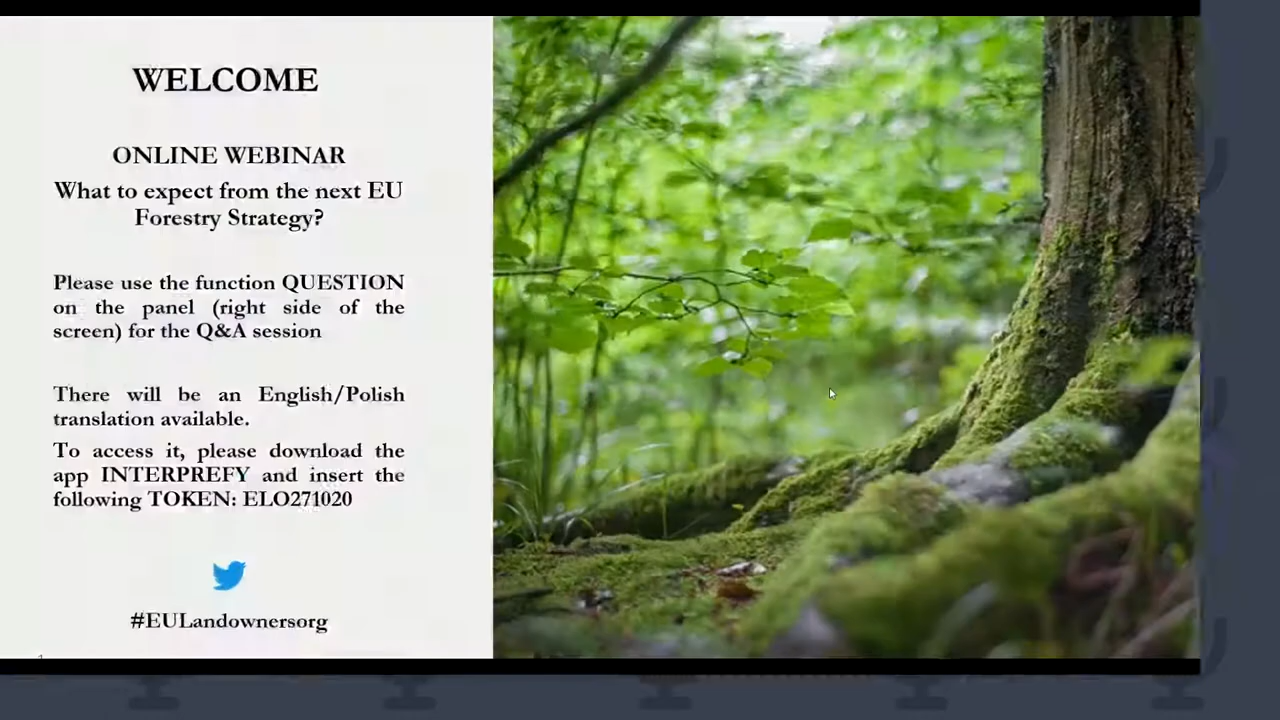 WELCOME
ONLINE WEBINAR
What to expect from the next EU
Forestry Strategy?
Please use the function QUESTION
on the panel (right side of the
screen) for the Q&A session
There will be an English/Polish
translation available.
To access it, please download the
app INTERPREFY and insert the
following TOKEN: ELO271020
#EULandownersorg